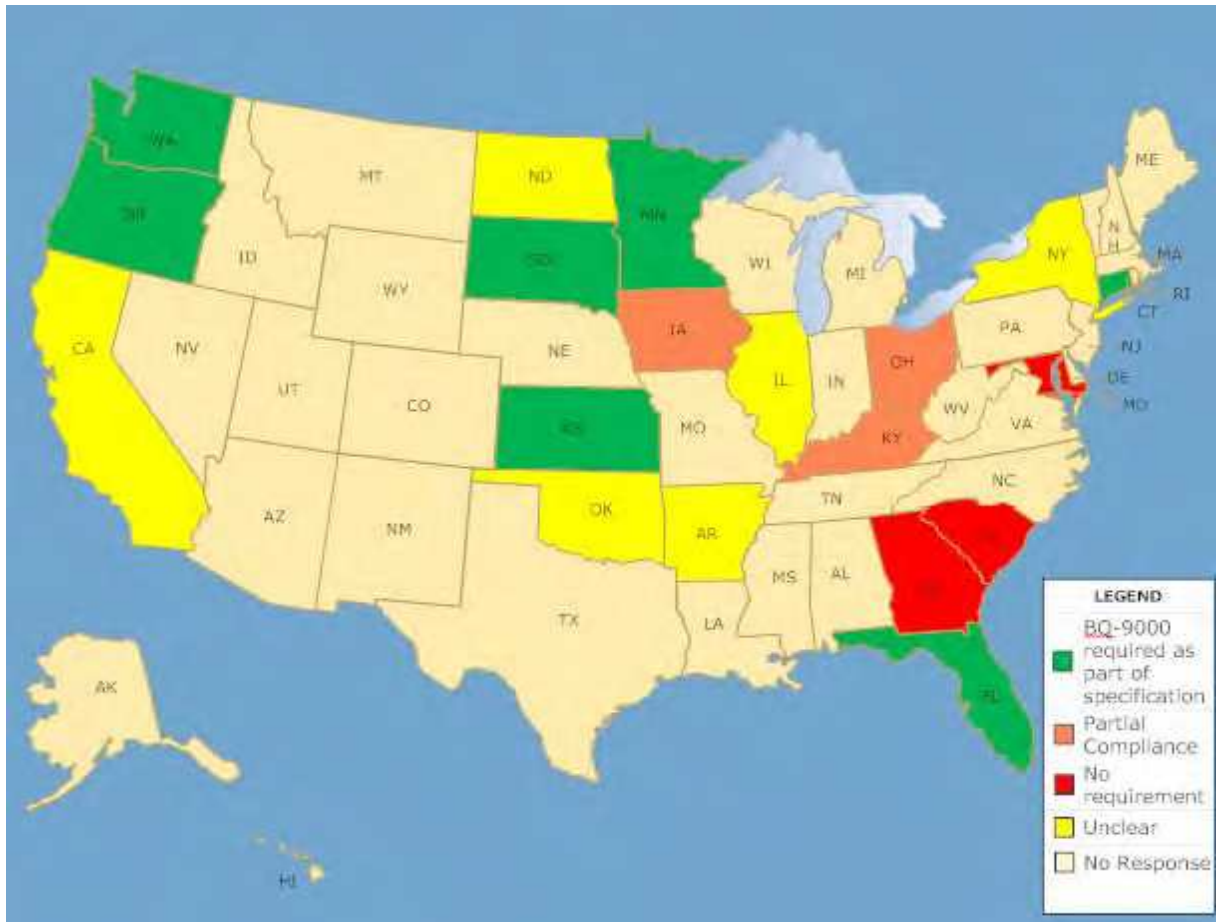 WA
MT
ND
MN
ME
OR
ID
SD
WI
MI
NY
N
H
MA
RI
CT
WY
IA
PA
NJ
CA
NV
UT
CO
NE
IL
IN
OH
DE
MD
WV
VA
KS
MO
KY
NC
AZ
NM
OK
AR
TN
TX
LA
MS
AL
FL
AK
HI
LEGEND
BQ-9000
required as
part of
specification
Partial
Compliance
No
requirement
Unclear
No Response